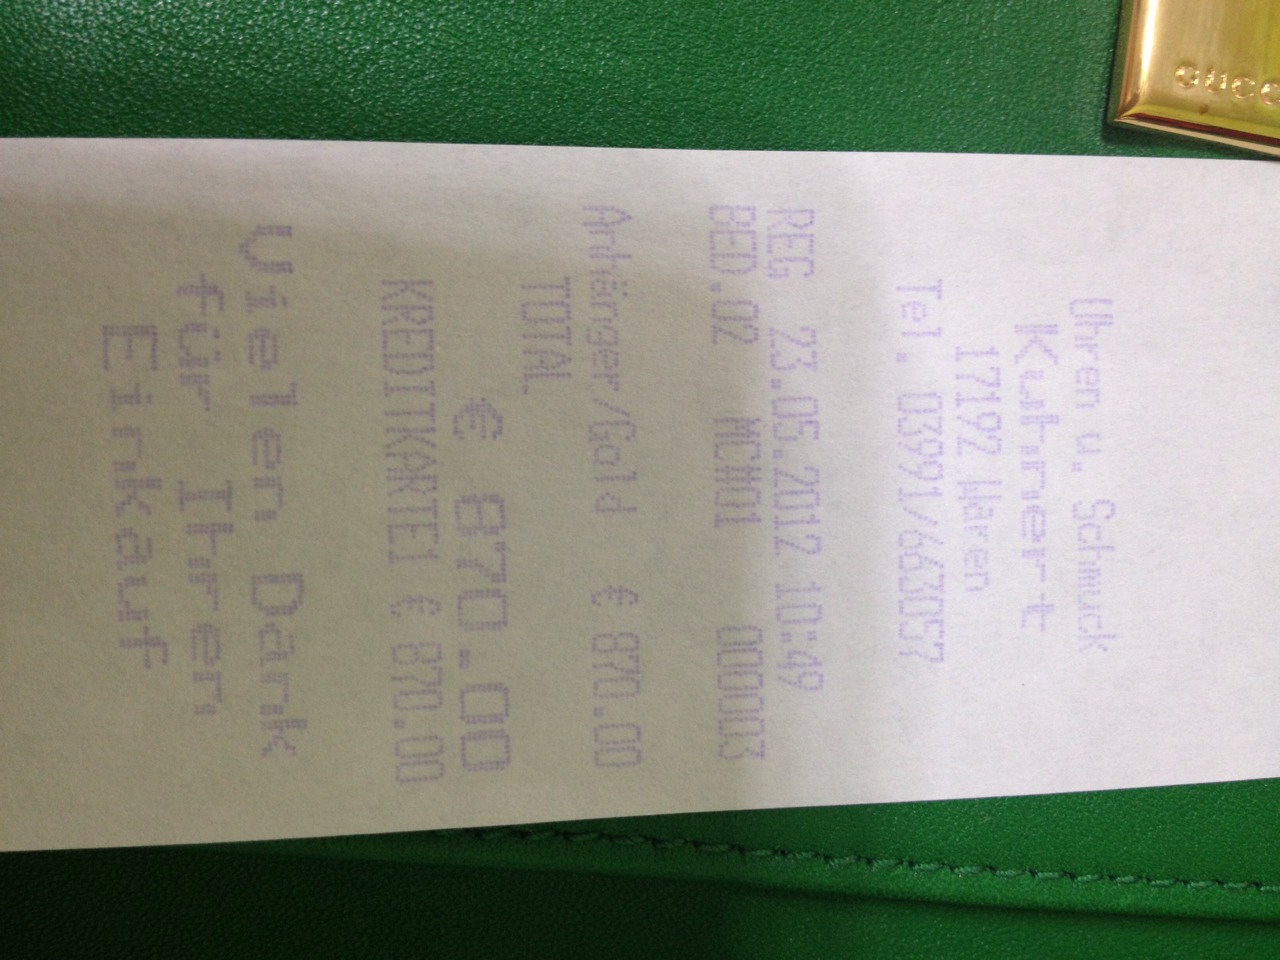 Uhren u. Schmuck
Kuhnert
17192 Waren
Tel. 03991/663057
REG 23.05.2012 10:49
BED.02 MC#01 000003
Anhänger/Gold € 870.00
TOTAL
€ 870.00
KREDITKARTE1 € 870.00
Vielen Dank
für Ihren
Einkauf
GUCC